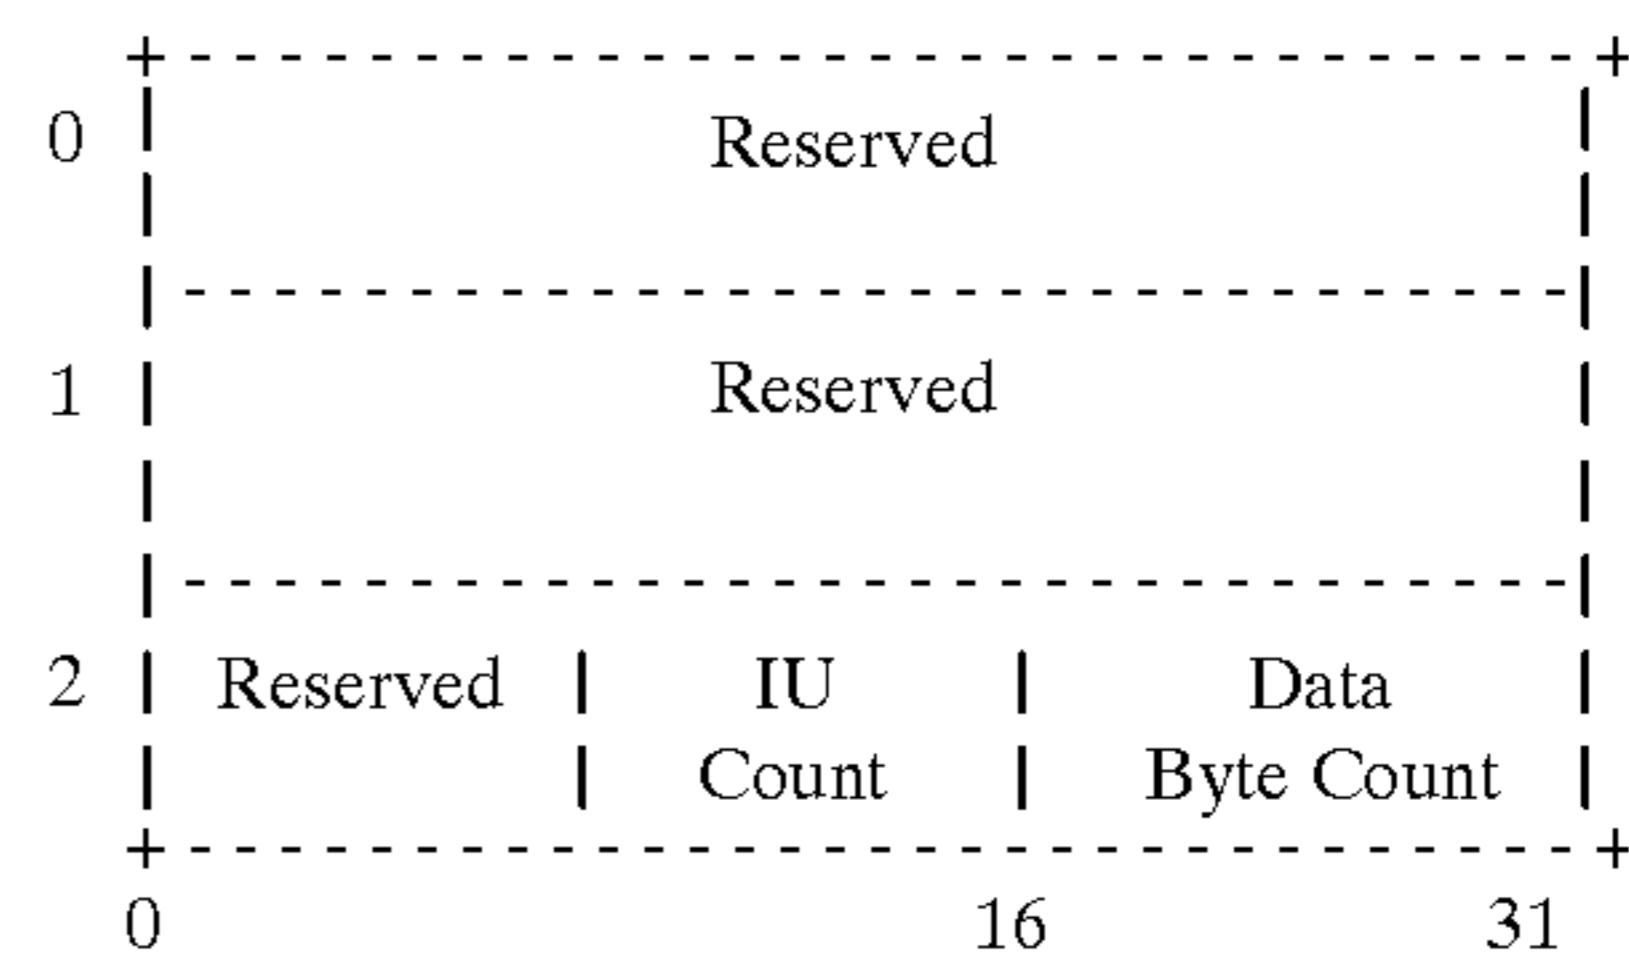 0 Reserved
1 Reserved
2 Reserved IU Data
Count Byte Count
0 16 31